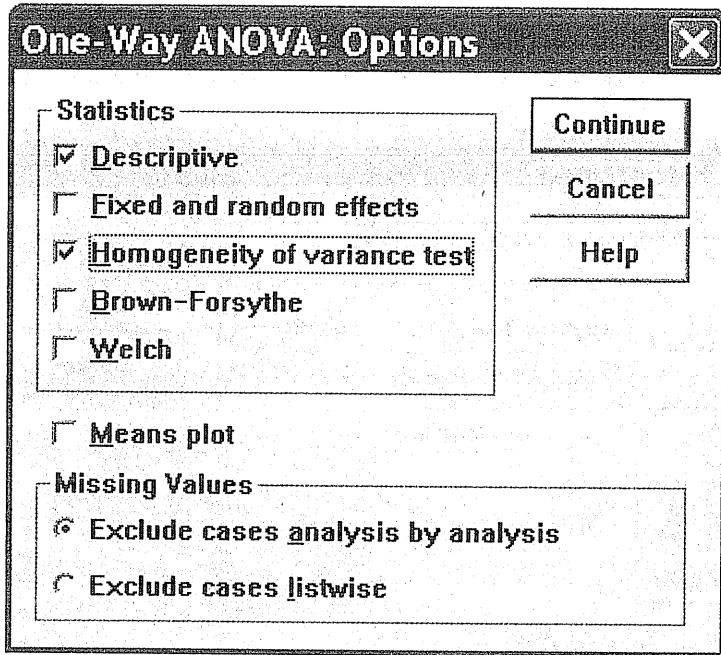 One-Way ANOVA: Options
Statistics
Descriptive
Fixed and random effects
Homogeneity of variance test
Brown-Forsythe
Welch
Continue
Cancel
Help
Means plot
Missing Values
Exclude cases analysis by analysis
Exclude cases listwise